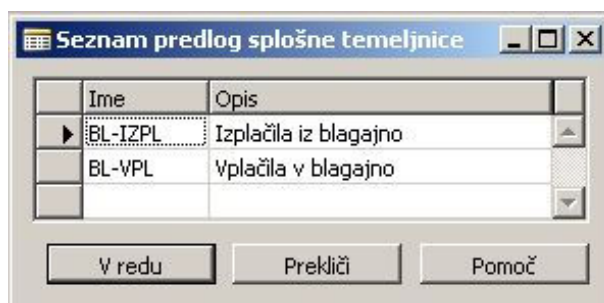 Seznam predlog splošne temeljnice
Ime Opis
BL-IZPL Izplačila iz blagajno
BL-VPL Vplačila v blagajno
V redu Prekliči Pomoč